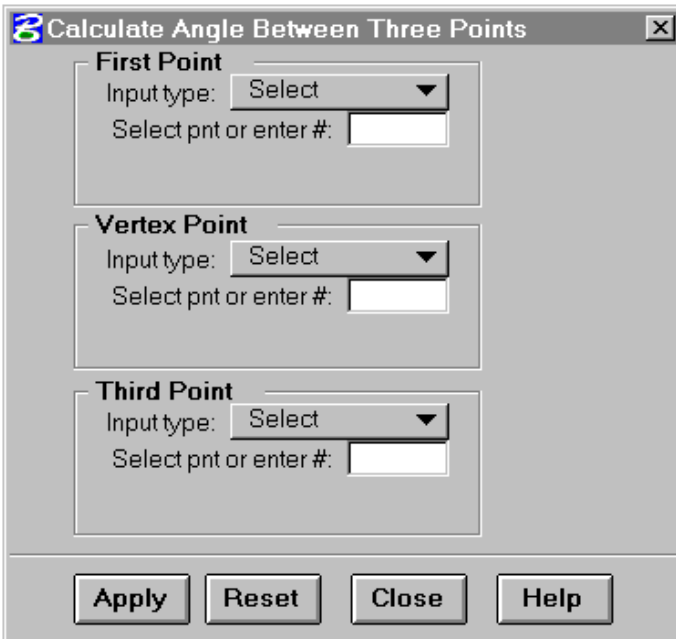 Calculate Angle Between Three Points
First Point
Input type: Select
Select pnt or enter #:
Vertex Point
Input type: Select
Select pnt or enter #:
Third Point
Input type: Select
Select pnt or enter #:
Apply Reset Close Help